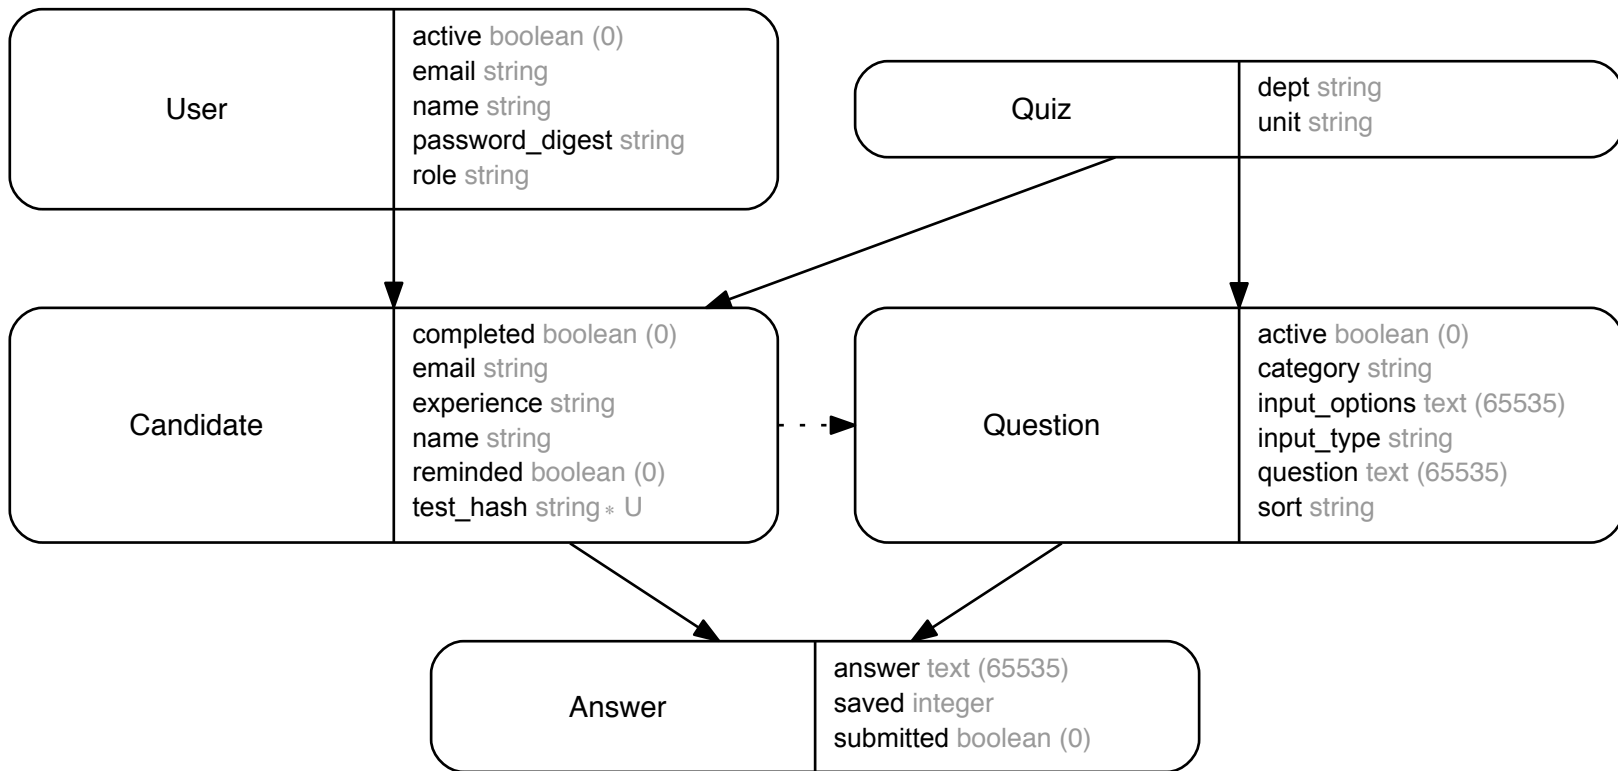 User
active boolean (0)
email string
name string
password_digest string
role string
Quiz
dept string
unit string
Candidate
completed boolean (0)
email string
experience string
name string
reminded boolean (0)
test_hash string * U
Question
active boolean (0)
category string
input_options text (65535)
input_type string
question text (65535)
sort string
Answer
answer text (65535)
saved integer
submitted boolean (0)